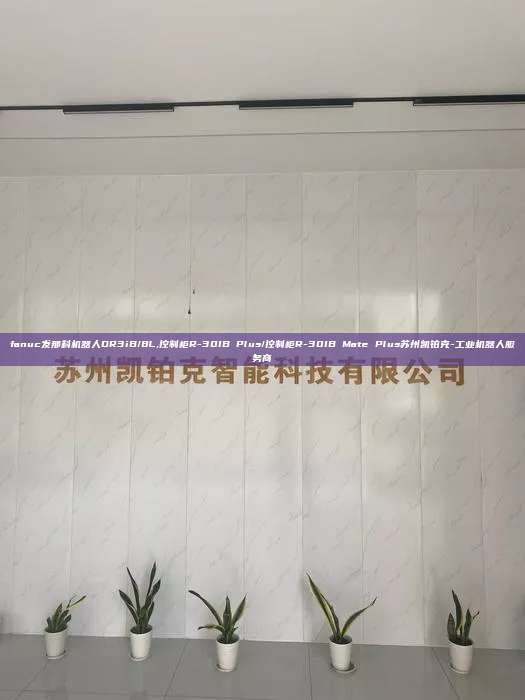 fanuc发那科机器人DR3iB/8L,控制柜R-30IB Plus/控制柜R-30IB Mate Plus苏州凯铂克-工业机器人服
务商
苏州凯铂克智能科技有限公司